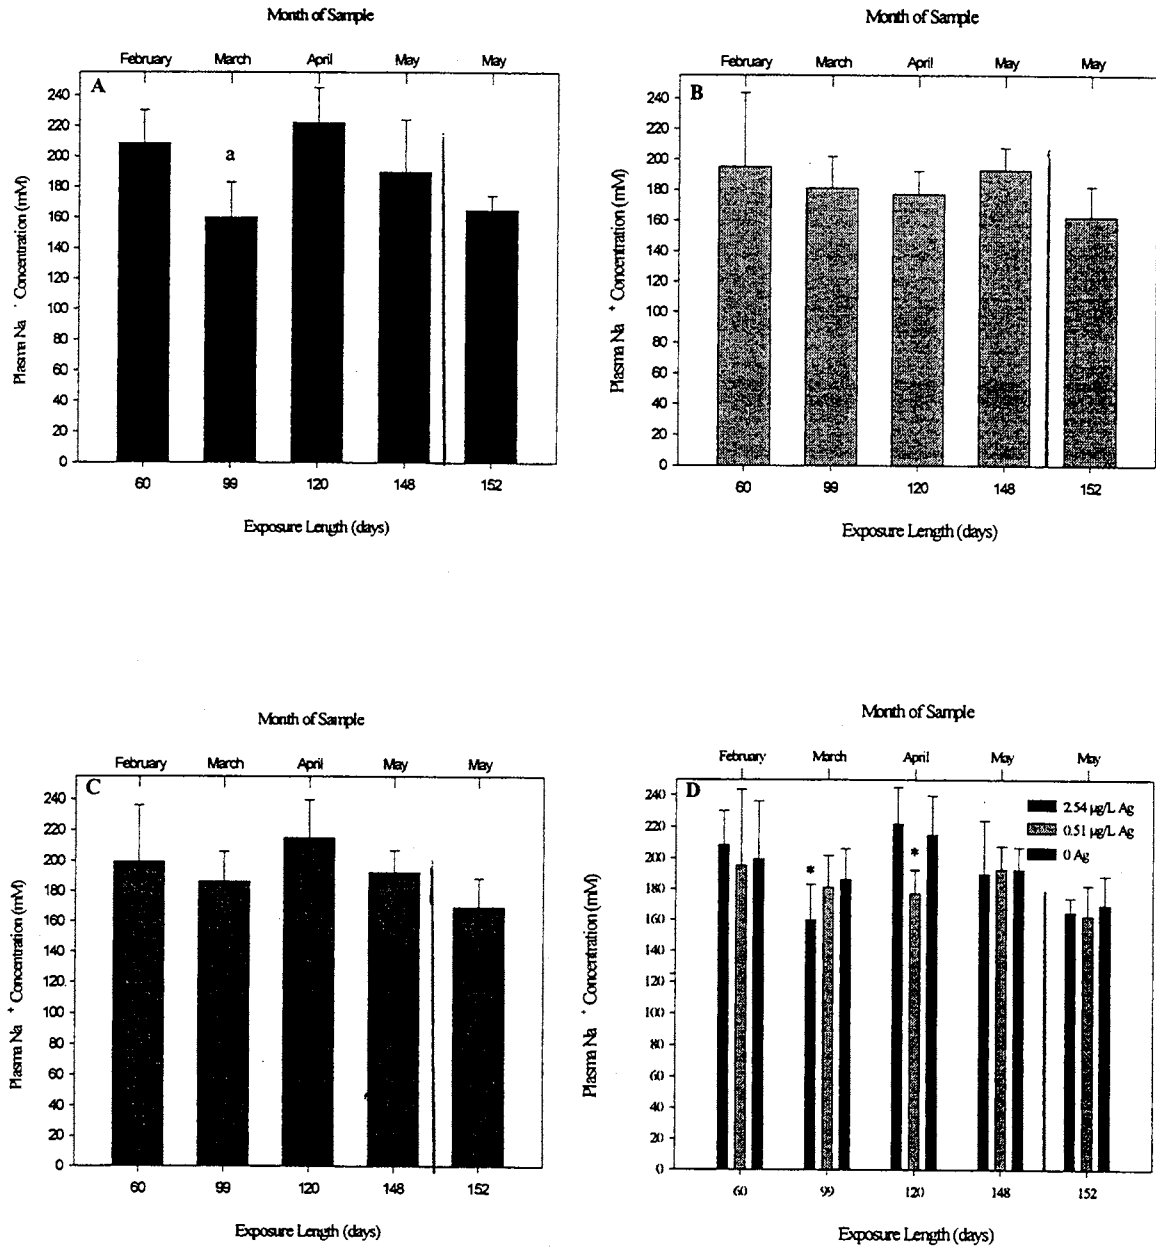 Month of Sample
February March April May May
A
240
220
200
180
160
140
120
100
80
60
40
20
0
a
Plasma Na + Concentration (mM)
60 99 120 148 152
Exposure Length (days)
Month of Sample
February March April May May
B
240
220
200
180
160
140
120
100
80
60
40
20
0
Plasma Na + Concentration (mM)
60 99 120 148 152
Exposure Length (days)
Month of Sample
February March April May May
C
240
220
200
180
160
140
120
100
80
60
40
20
0
Plasma Na + Concentration (mM)
60 99 120 148 152
Exposure Length (days)
Month of Sample
February March April May May
D
240
220
200
180
160
140
120
100
80
60
40
20
0
2.54 µg/L Ag
0.51 µg/L Ag
0 Ag
*
*
Plasma Na + Concentration (mM)
60 99 120 148 152
Exposure Length (days)